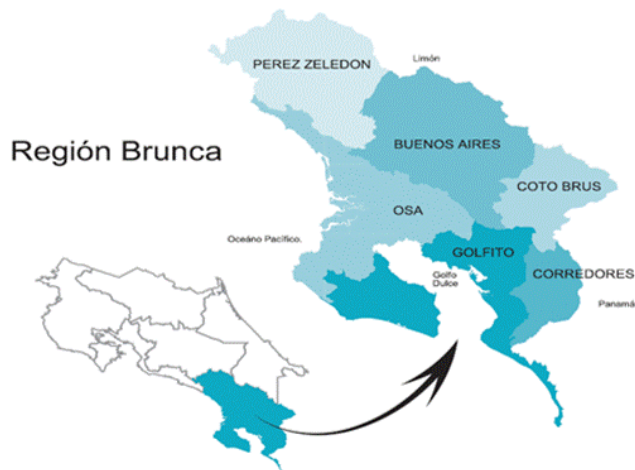 PEREZ ZELEDON
Limón
Región Brunca
BUENOS AIRES
COTO BRUS
OSA
Oceáno Pacífico.
GOLFITO
Golfo
Dulce
CORREDORES
Panamá